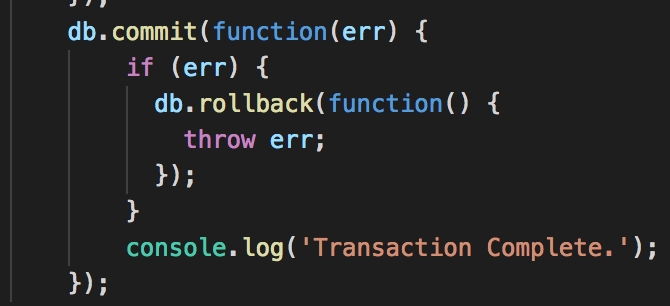 });
db.commit(function(err) {
if (err) {
db.rollback(function() {
throw err;
});
}
console.log('Transaction Complete.');
});